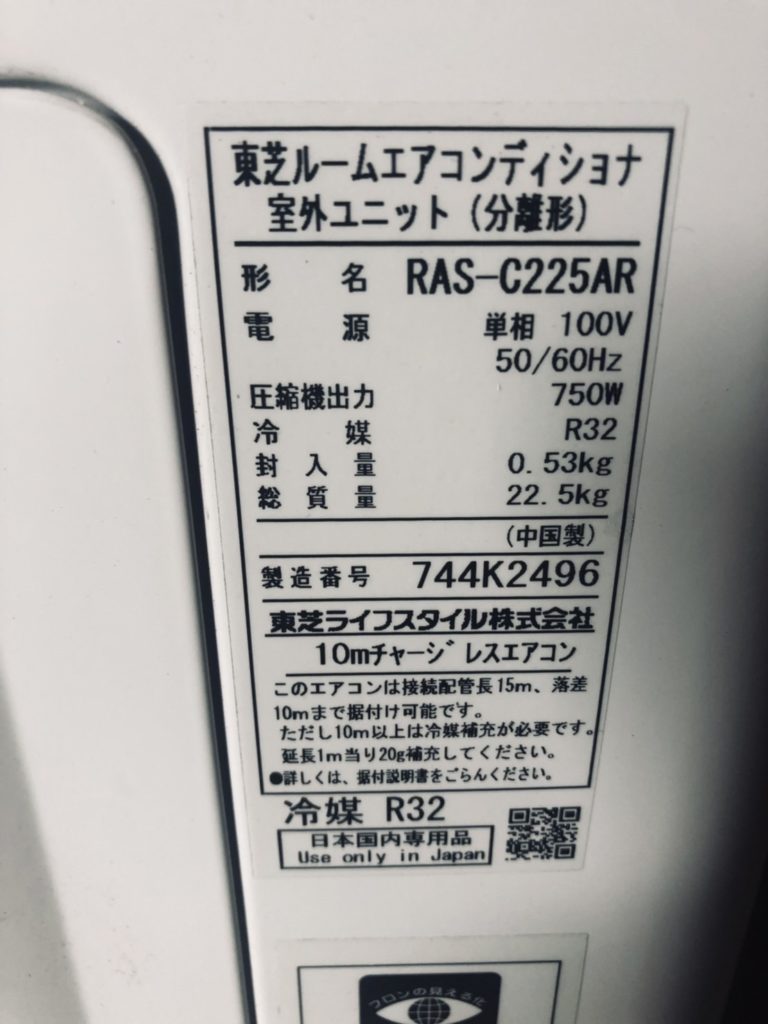 東芝ルームエアコンディショナ
室外ユニット（分離形）
形名 RAS-C225AR
電源 単相 100V
50/60Hz
圧縮機出力 750W
冷媒 R32
封入量 0.53kg
総質量 22.5kg
（中国製）
製造番号 744K2496
東芝ライフスタイル株式会社
10mチャージレスエアコン
このエアコンは接続配管長15m、落差
10mまで据付け可能です。
ただし10m以上は冷媒補充が必要です。
延長1m当り20g補充してください。
●詳しくは、据付説明書をごらんください。
冷媒 R32
日本国内専用品
Use only in Japan
フロンの見える化